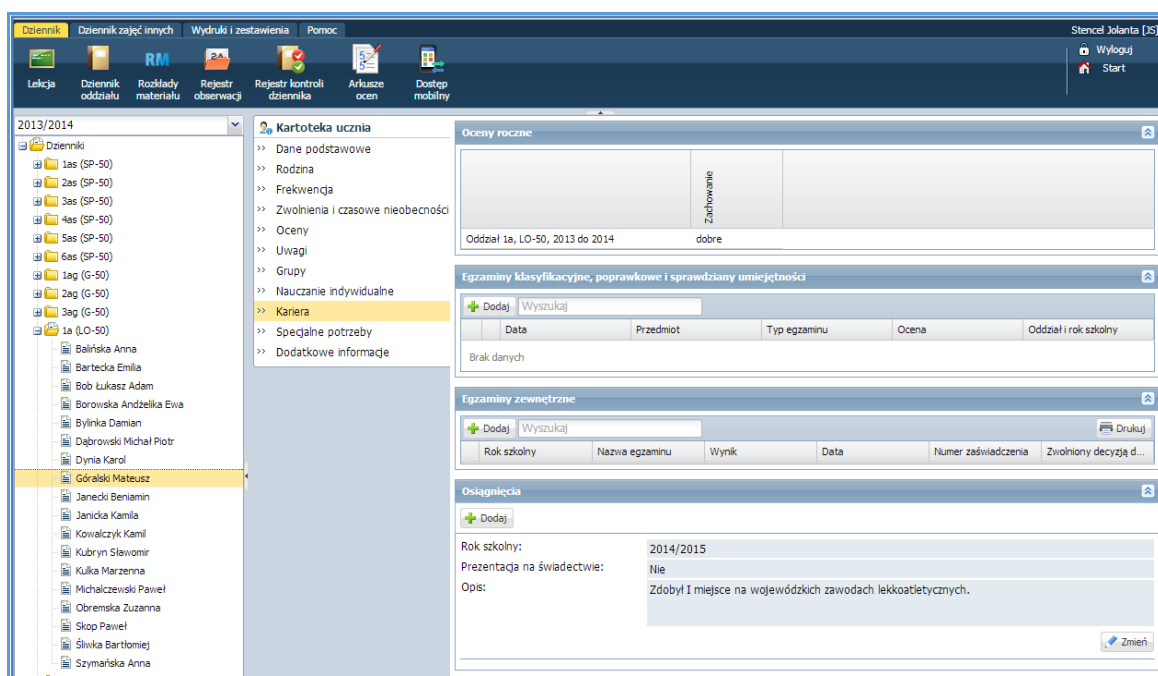 Dziennik Dziennik zajęć innych Wydruki i zestawienia Pomoc
Stencel Jolanta [JS]
Wyloguj
Start
RM
Lekcja
Dziennik oddziału
Rozkłady materiału
Rejestr obserwacji
Rejestr kontroli dziennika
Arkusze ocen
Dostęp mobilny
2013/2014
Dzienniki
1as (SP-50)
2as (SP-50)
3as (SP-50)
4as (SP-50)
5as (SP-50)
6as (SP-50)
1ag (G-50)
2ag (G-50)
3ag (G-50)
1a (LO-50)
Balińska Anna
Bartecka Emilia
Bob Łukasz Adam
Borowska Andżelika Ewa
Bylinka Damian
Dąbrowski Michał Piotr
Dynia Karol
Góralski Mateusz
Janecki Beniamin
Janicka Kamila
Kowalczyk Kamil
Kubryn Sławomir
Kulka Marzenna
Michalczewski Paweł
Obremska Zuzanna
Skop Paweł
Śliwka Bartłomiej
Szymańska Anna
Kartoteka ucznia
Dane podstawowe
Rodzina
Frekwencja
Zwolnienia i czasowe nieobecności
Oceny
Uwagi
Grupy
Nauczanie indywidualne
Kariera
Specjalne potrzeby
Dodatkowe informacje
Oceny roczne
Zachowanie
Oddział 1a, LO-50, 2013 do 2014 dobre
Egzaminy klasyfikacyjne, poprawkowe i sprawdziany umiejętności
Dodaj Wyszukaj
Data Przedmiot Typ egzaminu Ocena Oddział i rok szkolny
Brak danych
Egzaminy zewnętrzne
Dodaj Wyszukaj Drukuj
Rok szkolny Nazwa egzaminu Wynik Data Numer zaświadczenia Zwolniony decyzją d...
Osiągnięcia
Dodaj
Rok szkolny: 2014/2015
Prezentacja na świadectwie: Nie
Opis: Zdobył I miejsce na wojewódzkich zawodach lekkoatletycznych.
Zmień